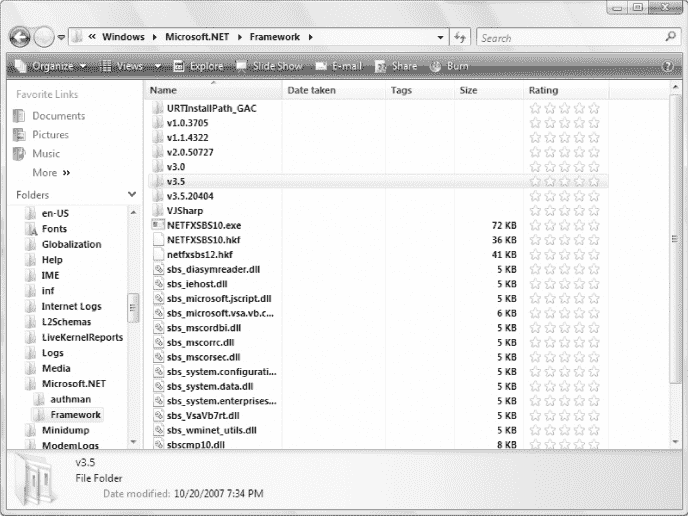 « Windows ▸ Microsoft.NET ▸ Framework ▸ Search
Organize Views Explore Slide Show E-mail Share Burn
Favorite Links
Documents
Pictures
Music
More »
Folders
en-US
Fonts
Globalization
Help
IME
inf
Internet Logs
L2Schemas
LiveKernelReports
Logs
Media
Microsoft.NET
authman
Framework
Minidump
ModemLogs
Name Date taken Tags Size Rating
URTInstallPath_GAC
v1.0.3705
v1.1.4322
v2.0.50727
v3.0
v3.5
v3.5.20404
VJSharp
NETFXSBS10.exe 72 KB
NETFXSBS10.hkf 36 KB
netfxsbs12.hkf 41 KB
sbs_diasymreader.dll 5 KB
sbs_iehost.dll 5 KB
sbs_microsoft.jscript.dll 5 KB
sbs_microsoft.vsa.vb.c... 5 KB
sbs_mscordbi.dll 5 KB
sbs_mscorrc.dll 5 KB
sbs_mscorsec.dll 5 KB
sbs_system.configurati... 5 KB
sbs_system.data.dll 5 KB
sbs_system.enterprises... 5 KB
sbs_VsaVb7rt.dll 5 KB
sbs_wminet_utils.dll 5 KB
sbscmp10.dll 8 KB
v3.5
File Folder
Date modified: 10/20/2007 7:34 PM